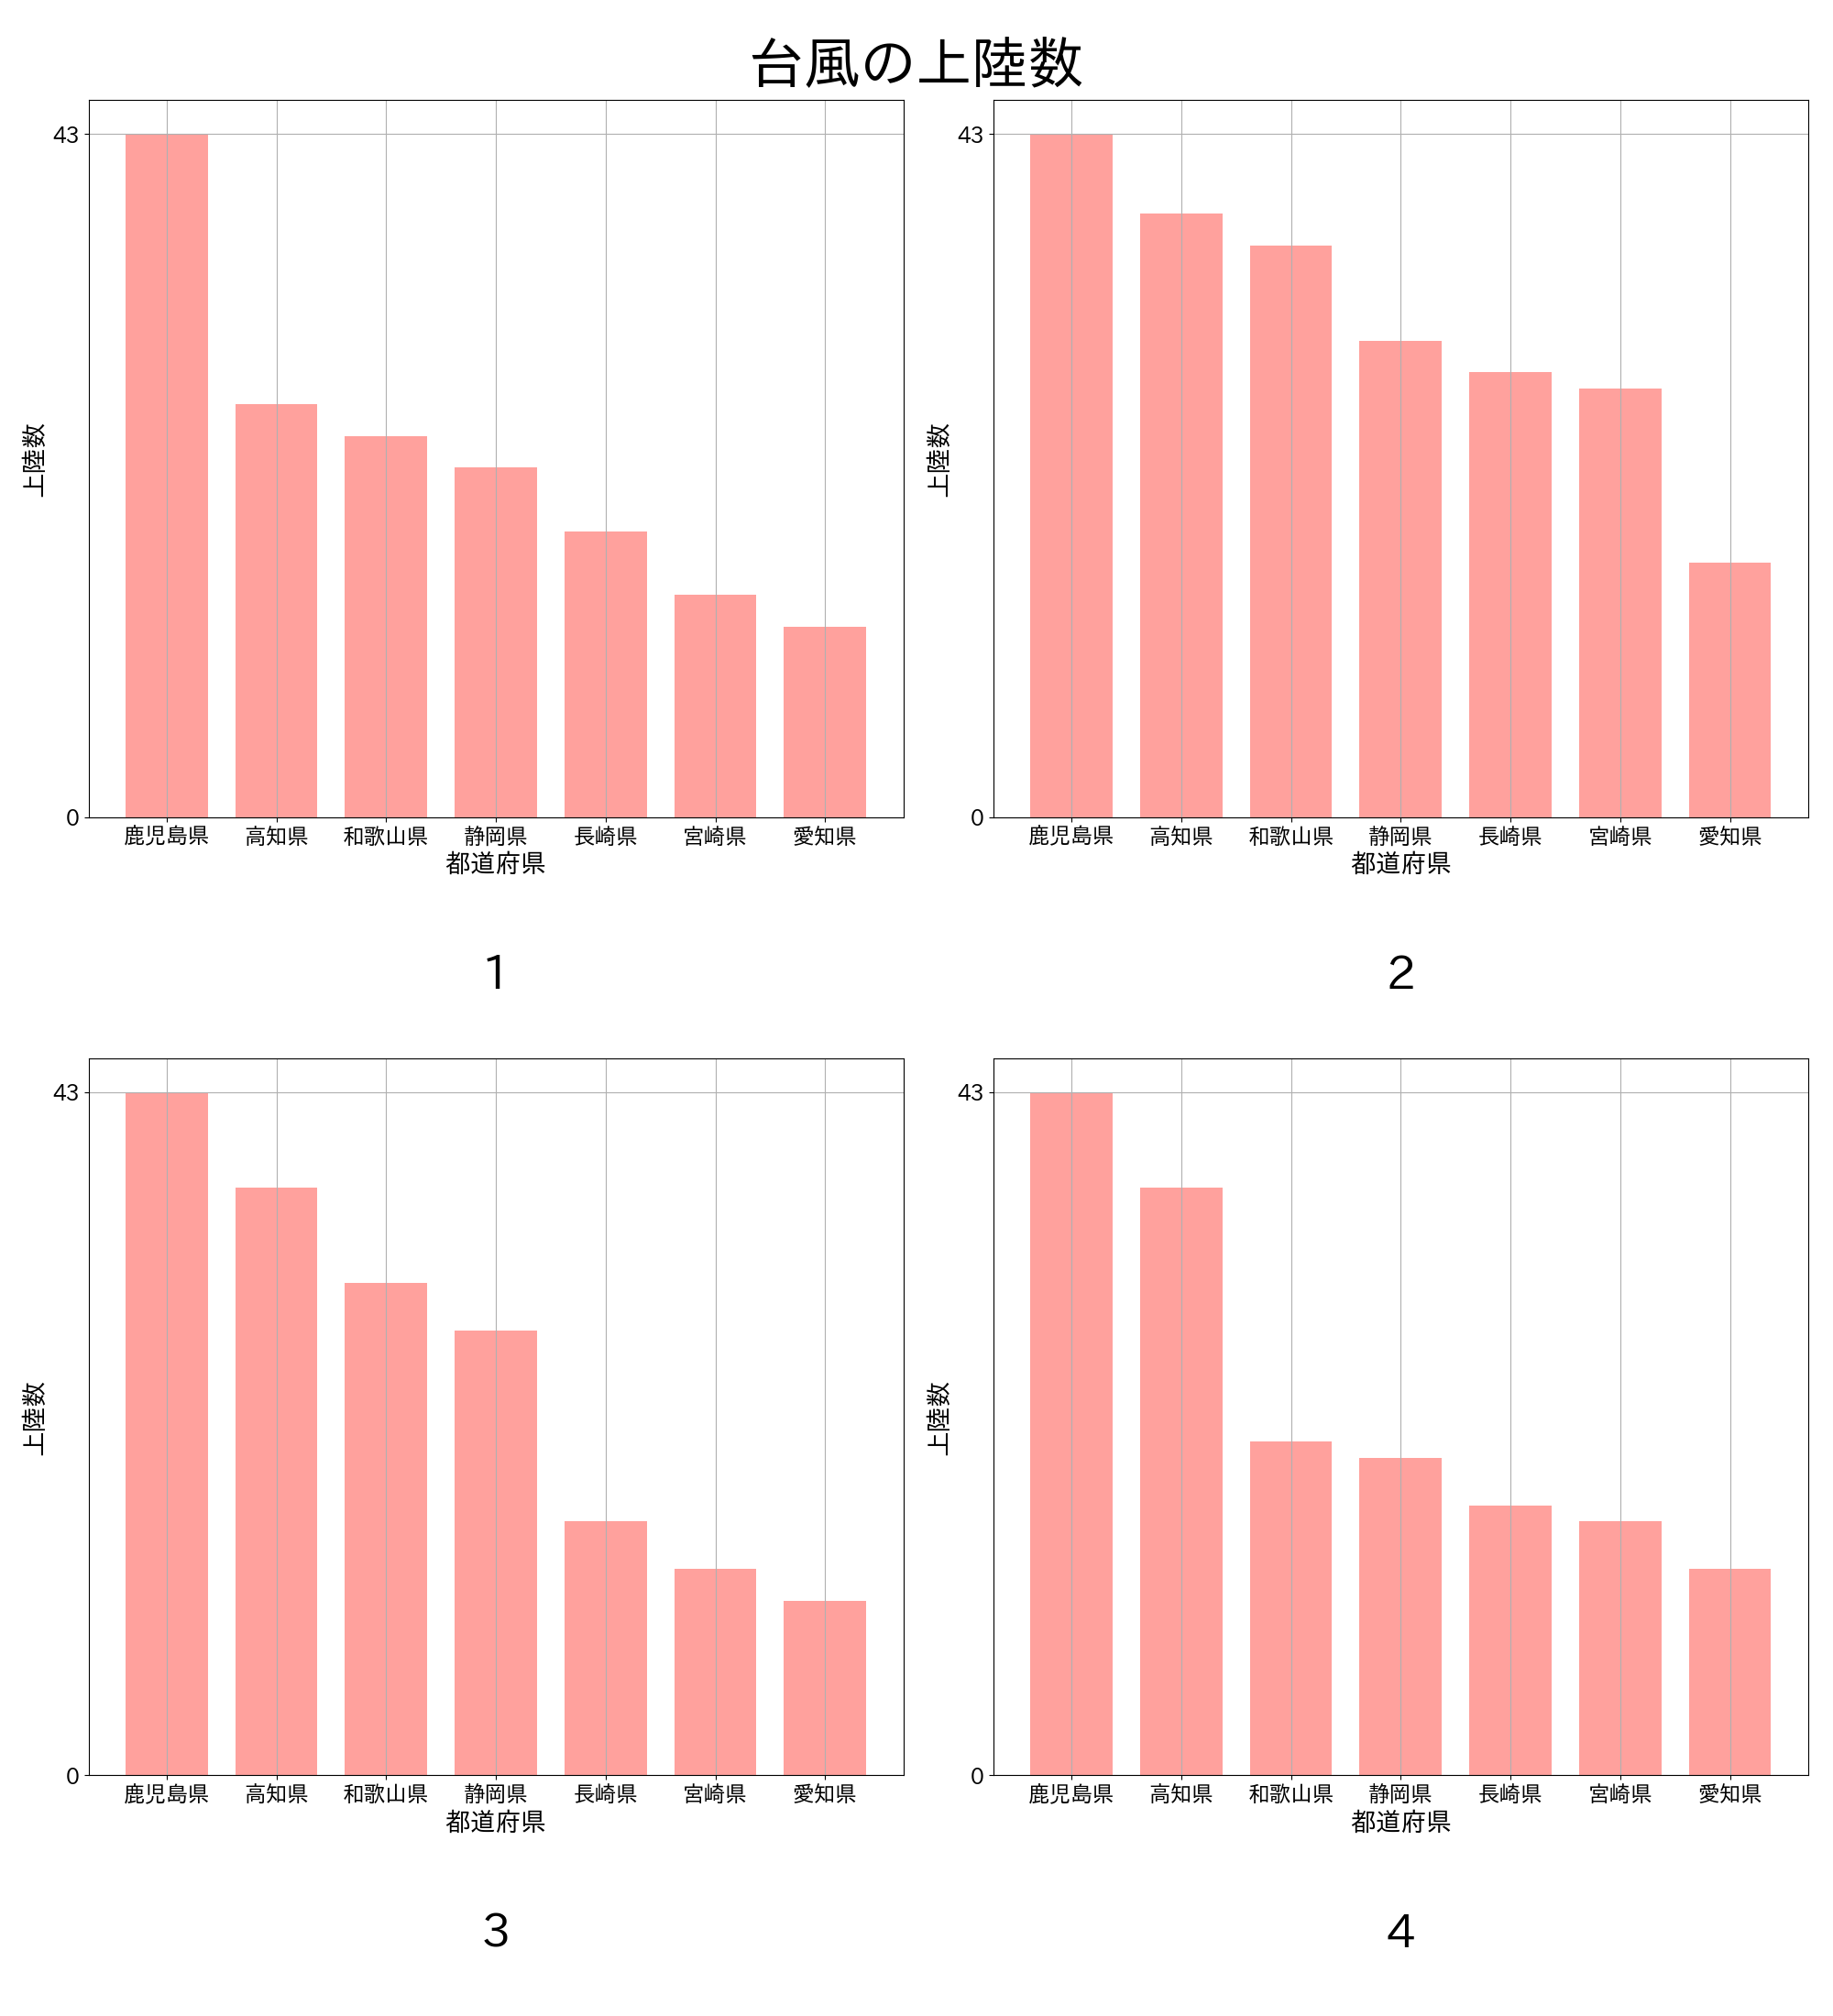 台風の上陸数
43
0
上陸数
鹿児島県 高知県 和歌山県 静岡県 長崎県 宮崎県 愛知県
都道府県
1
43
0
上陸数
鹿児島県 高知県 和歌山県 静岡県 長崎県 宮崎県 愛知県
都道府県
2
43
0
上陸数
鹿児島県 高知県 和歌山県 静岡県 長崎県 宮崎県 愛知県
都道府県
3
43
0
上陸数
鹿児島県 高知県 和歌山県 静岡県 長崎県 宮崎県 愛知県
都道府県
4